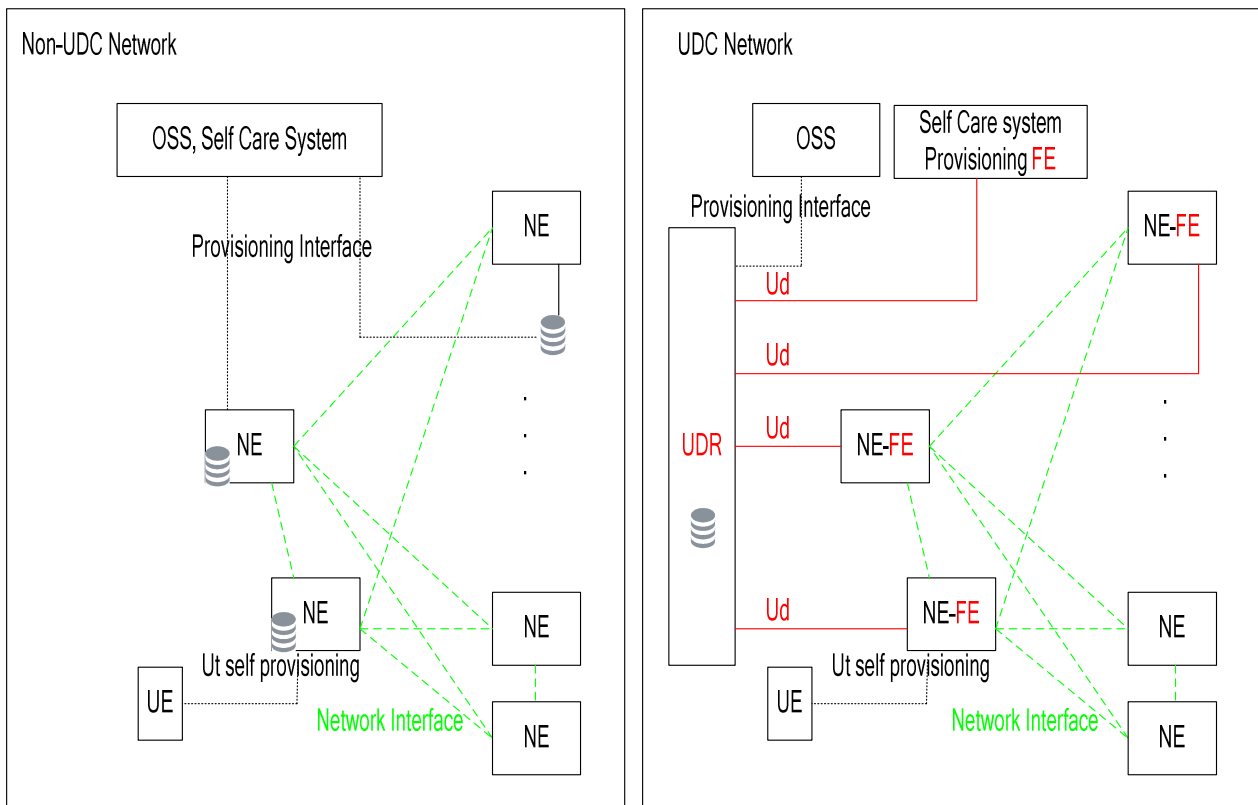 Non-UDC Network
OSS, Self Care System
NE
Provisioning Interface
NE
NE
NE
Ut self provisioning
UE
Network Interface
NE
UDC Network
OSS
Self Care system
Provisioning FE
Provisioning Interface
NE-FE
Ud
Ud
UDR
Ud
NE-FE
Ud
NE-FE
NE
Ut self provisioning
UE
Network Interface
NE